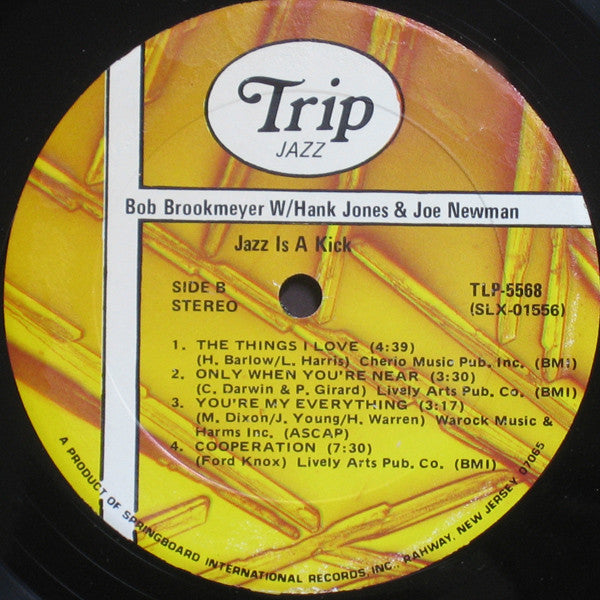 Trip
JAZZ
Bob Brookmeyer W/Hank Jones & Joe Newman
Jazz Is A Kick
SIDE B
STEREO
TLP-5568
(SLX-01556)
1. THE THINGS I LOVE (4:39)
(H. Barlow/L. Harris) Cherio Music Pub. Inc. (BMI)
2. ONLY WHEN YOU'RE NEAR (3:30)
(C. Darwin & P. Girard) Lively Arts Pub. Co. (BMI)
3. YOU'RE MY EVERYTHING (3:17)
(M. Dixon/J. Young/H. Warren) Warock Music &
Harms Inc. (ASCAP)
4. COOPERATION (7:30)
(Ford Knox) Lively Arts Pub. Co. (BMI)
A PRODUCT OF SPRINGBOARD INTERNATIONAL RECORDS, INC., RAHWAY, NEW JERSEY 07065